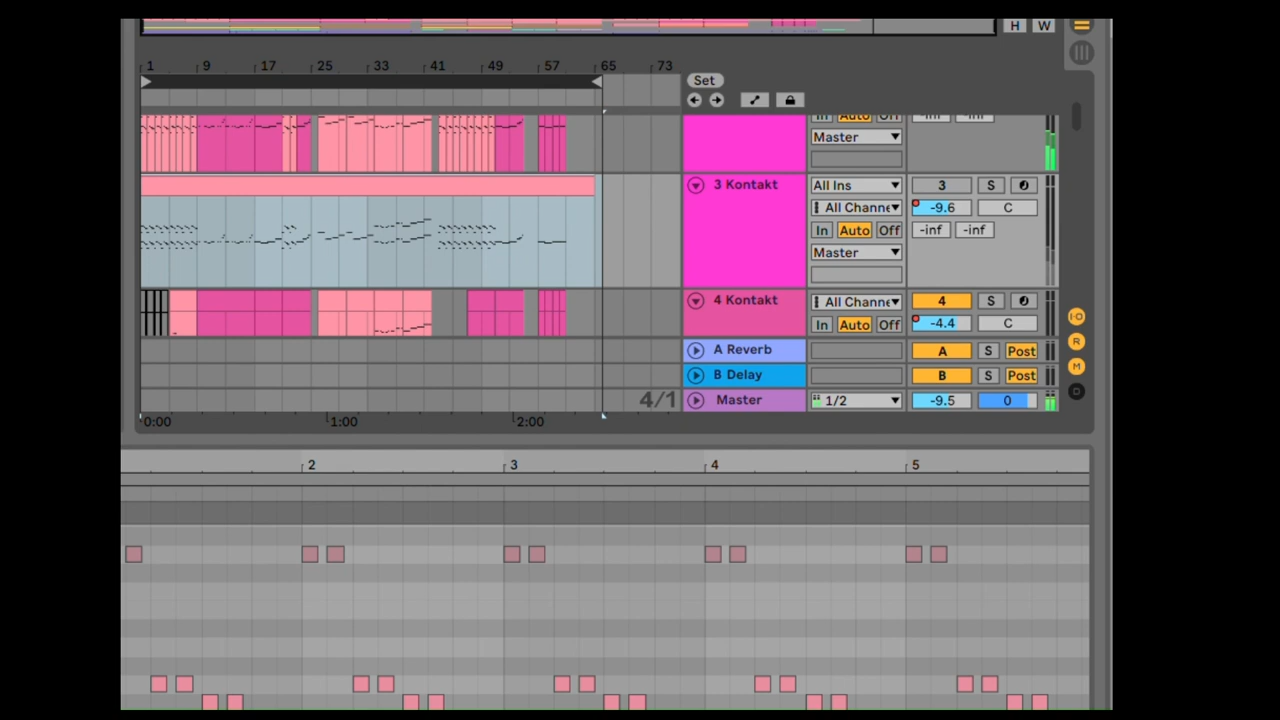 H W
1 9 17 25 33 41 49 57 65 73
Set
In Auto Off -inf -inf
Master
3 Kontakt All Ins 3 S
All Channe -9.6 C
In Auto Off -inf -inf
Master
4 Kontakt All Channe 4 S
In Auto Off -4.4 C
A Reverb A S Post
B Delay B S Post
4/1 Master 1/2 -9.5 0
0:00 1:00 2:00
I·O
R
M
D
2 3 4 5